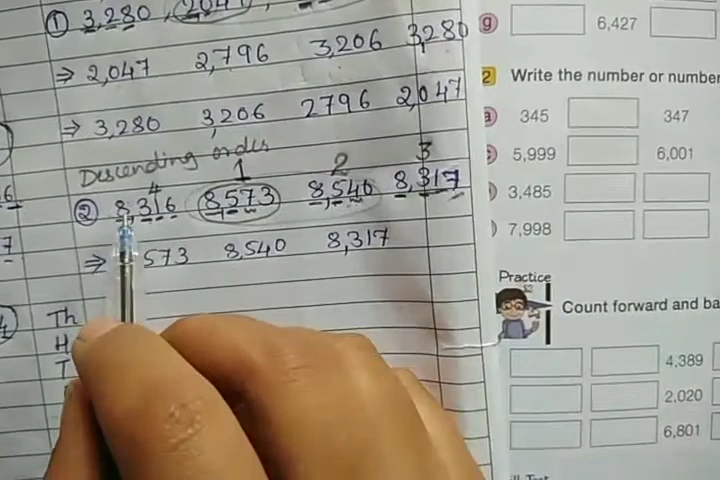 ① 3,280 , 2047
⇒ 2,047 2,796 3,206 3,280
⇒ 3,280 3,206 2796 2,047
Descending order
4 1 2 3
② 8,316 8,573 8,540 8,317
⇒ 573 8,540 8,317
Th
H
T
6
7
g 6,427
2 Write the number or number
a 345 347
5,999 6,001
3,485
7,998
Practice
Count forward and ba
4,389
2,020
6,801